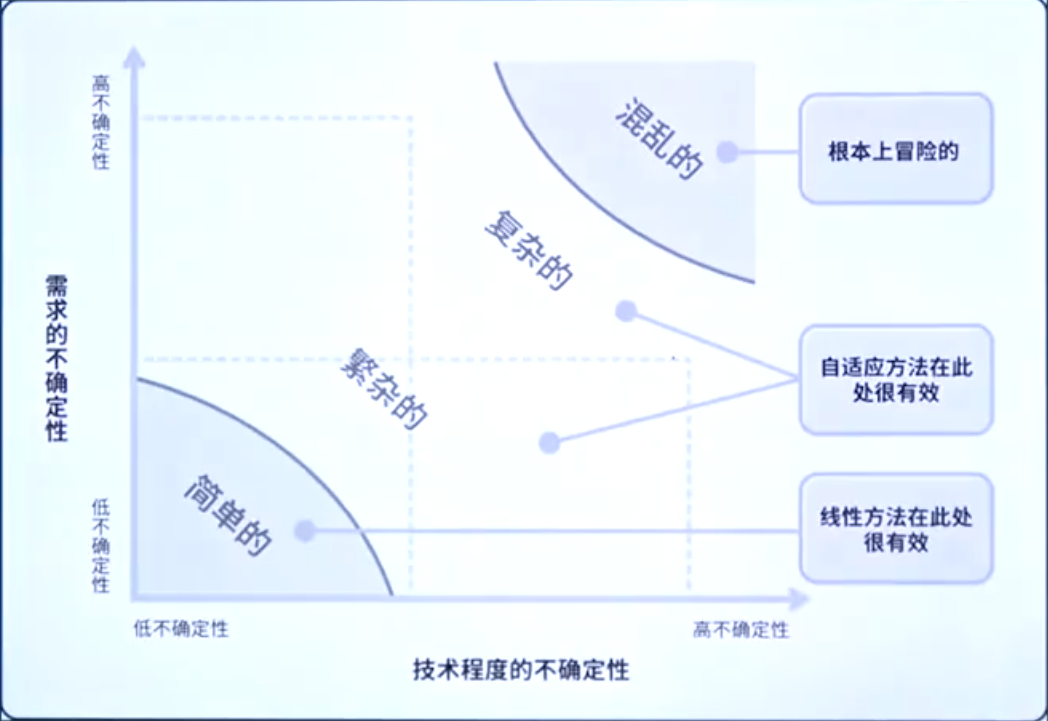 高不确定性
混乱的
根本上冒险的
复杂的
需求的不确定性
自适应方法在此
处很有效
繁杂的
简单的
线性方法在此处
很有效
低不确定性
低不确定性
高不确定性
技术程度的不确定性